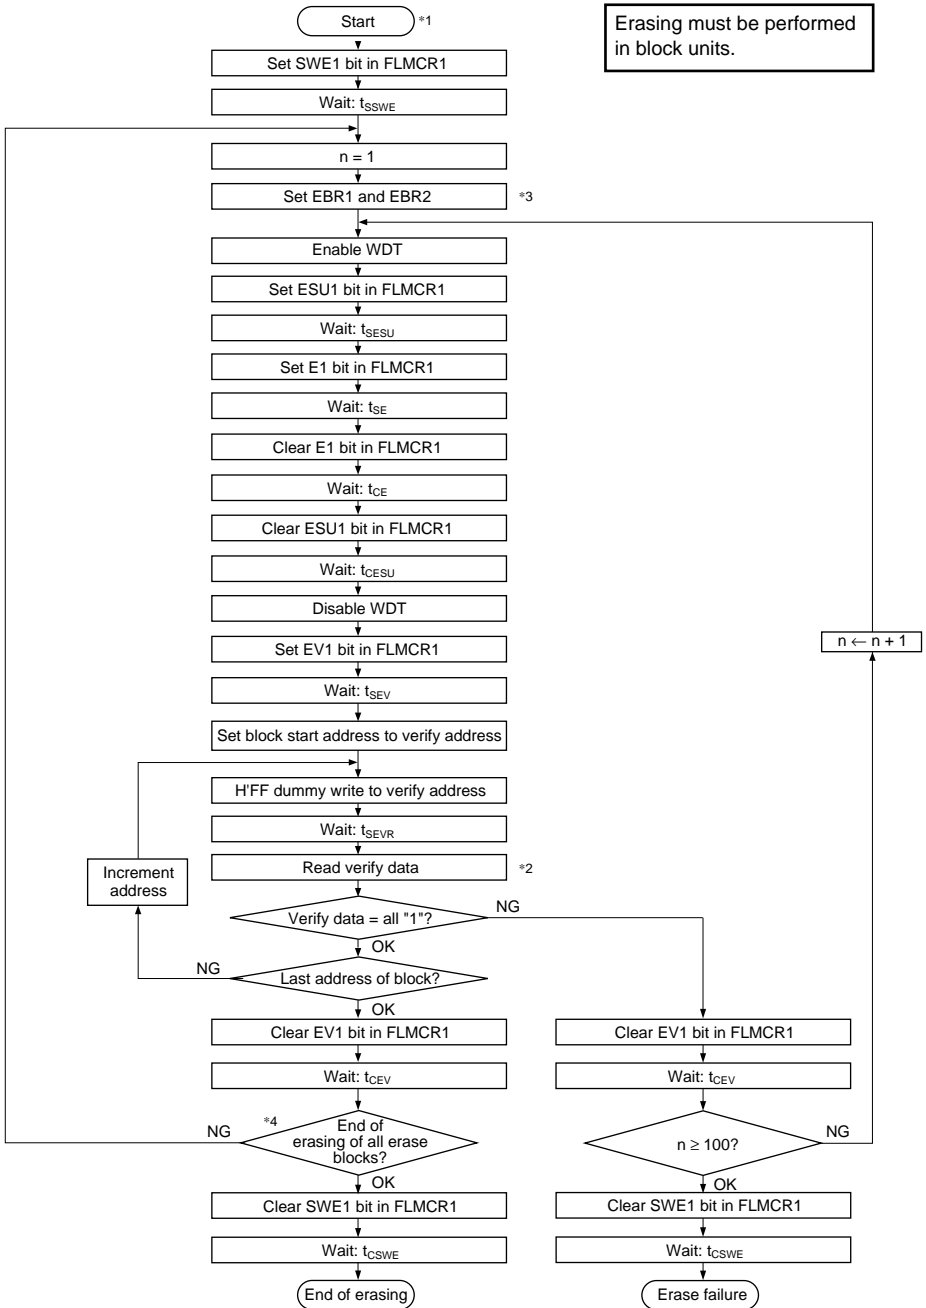 Start *1
Erasing must be performed
in block units.
Set SWE1 bit in FLMCR1
Wait: tSSWE
n = 1
Set EBR1 and EBR2 *3
Enable WDT
Set ESU1 bit in FLMCR1
Wait: tSESU
Set E1 bit in FLMCR1
Wait: tSE
Clear E1 bit in FLMCR1
Wait: tCE
Clear ESU1 bit in FLMCR1
Wait: tCESU
Disable WDT
Set EV1 bit in FLMCR1
n ← n + 1
Wait: tSEV
Set block start address to verify address
H'FF dummy write to verify address
Wait: tSEVR
Read verify data *2
Increment
address
Verify data = all "1"?
NG
OK
NG
Last address of block?
OK
Clear EV1 bit in FLMCR1
Clear EV1 bit in FLMCR1
Wait: tCEV
Wait: tCEV
*4
NG
End of
erasing of all erase
blocks?
n ≥ 100?
NG
OK
OK
Clear SWE1 bit in FLMCR1
Clear SWE1 bit in FLMCR1
Wait: tCSWE
Wait: tCSWE
End of erasing
Erase failure